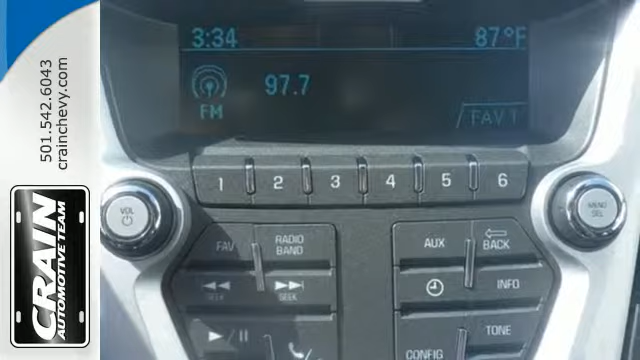 501.542.6043
crainchevy.com
CRAIN
AUTOMOTIVE TEAM
3:34
87°F
FM
97.7
FAV 1
1 2 3 4 5 6
VOL
MENU
SEL
FAV
RADIO
BAND
AUX
BACK
SEEK
SEEK
INFO
TONE
CONFIG